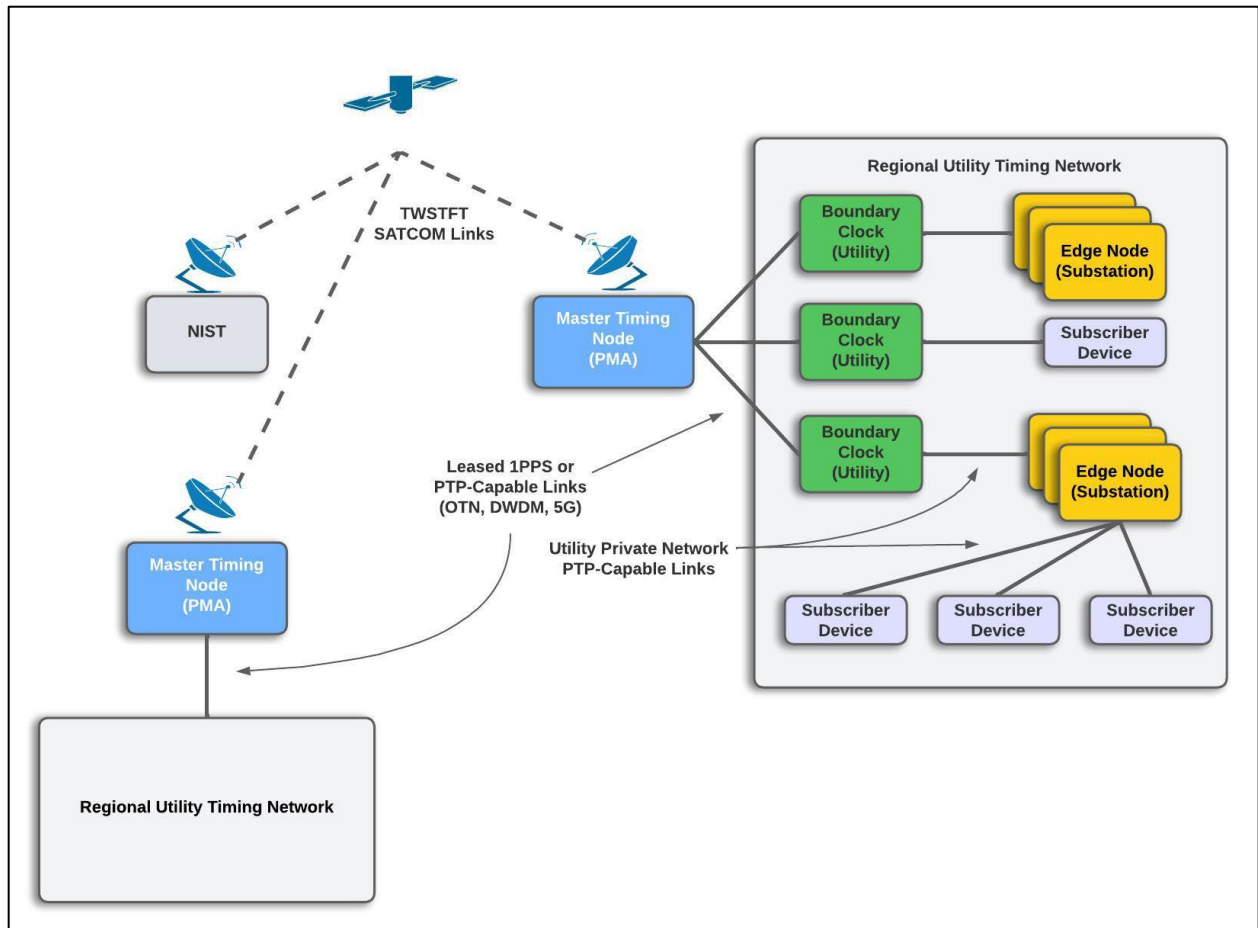 TWSTFT
SATCOM Links
NIST
Master Timing
Node
(PMA)
Regional Utility Timing Network
Boundary
Clock
(Utility)
Edge Node
(Substation)
Boundary
Clock
(Utility)
Subscriber
Device
Boundary
Clock
(Utility)
Edge Node
(Substation)
Leased 1PPS or
PTP-Capable Links
(OTN, DWDM, 5G)
Utility Private Network
PTP-Capable Links
Subscriber
Device
Subscriber
Device
Subscriber
Device
Master Timing
Node
(PMA)
Regional Utility Timing Network